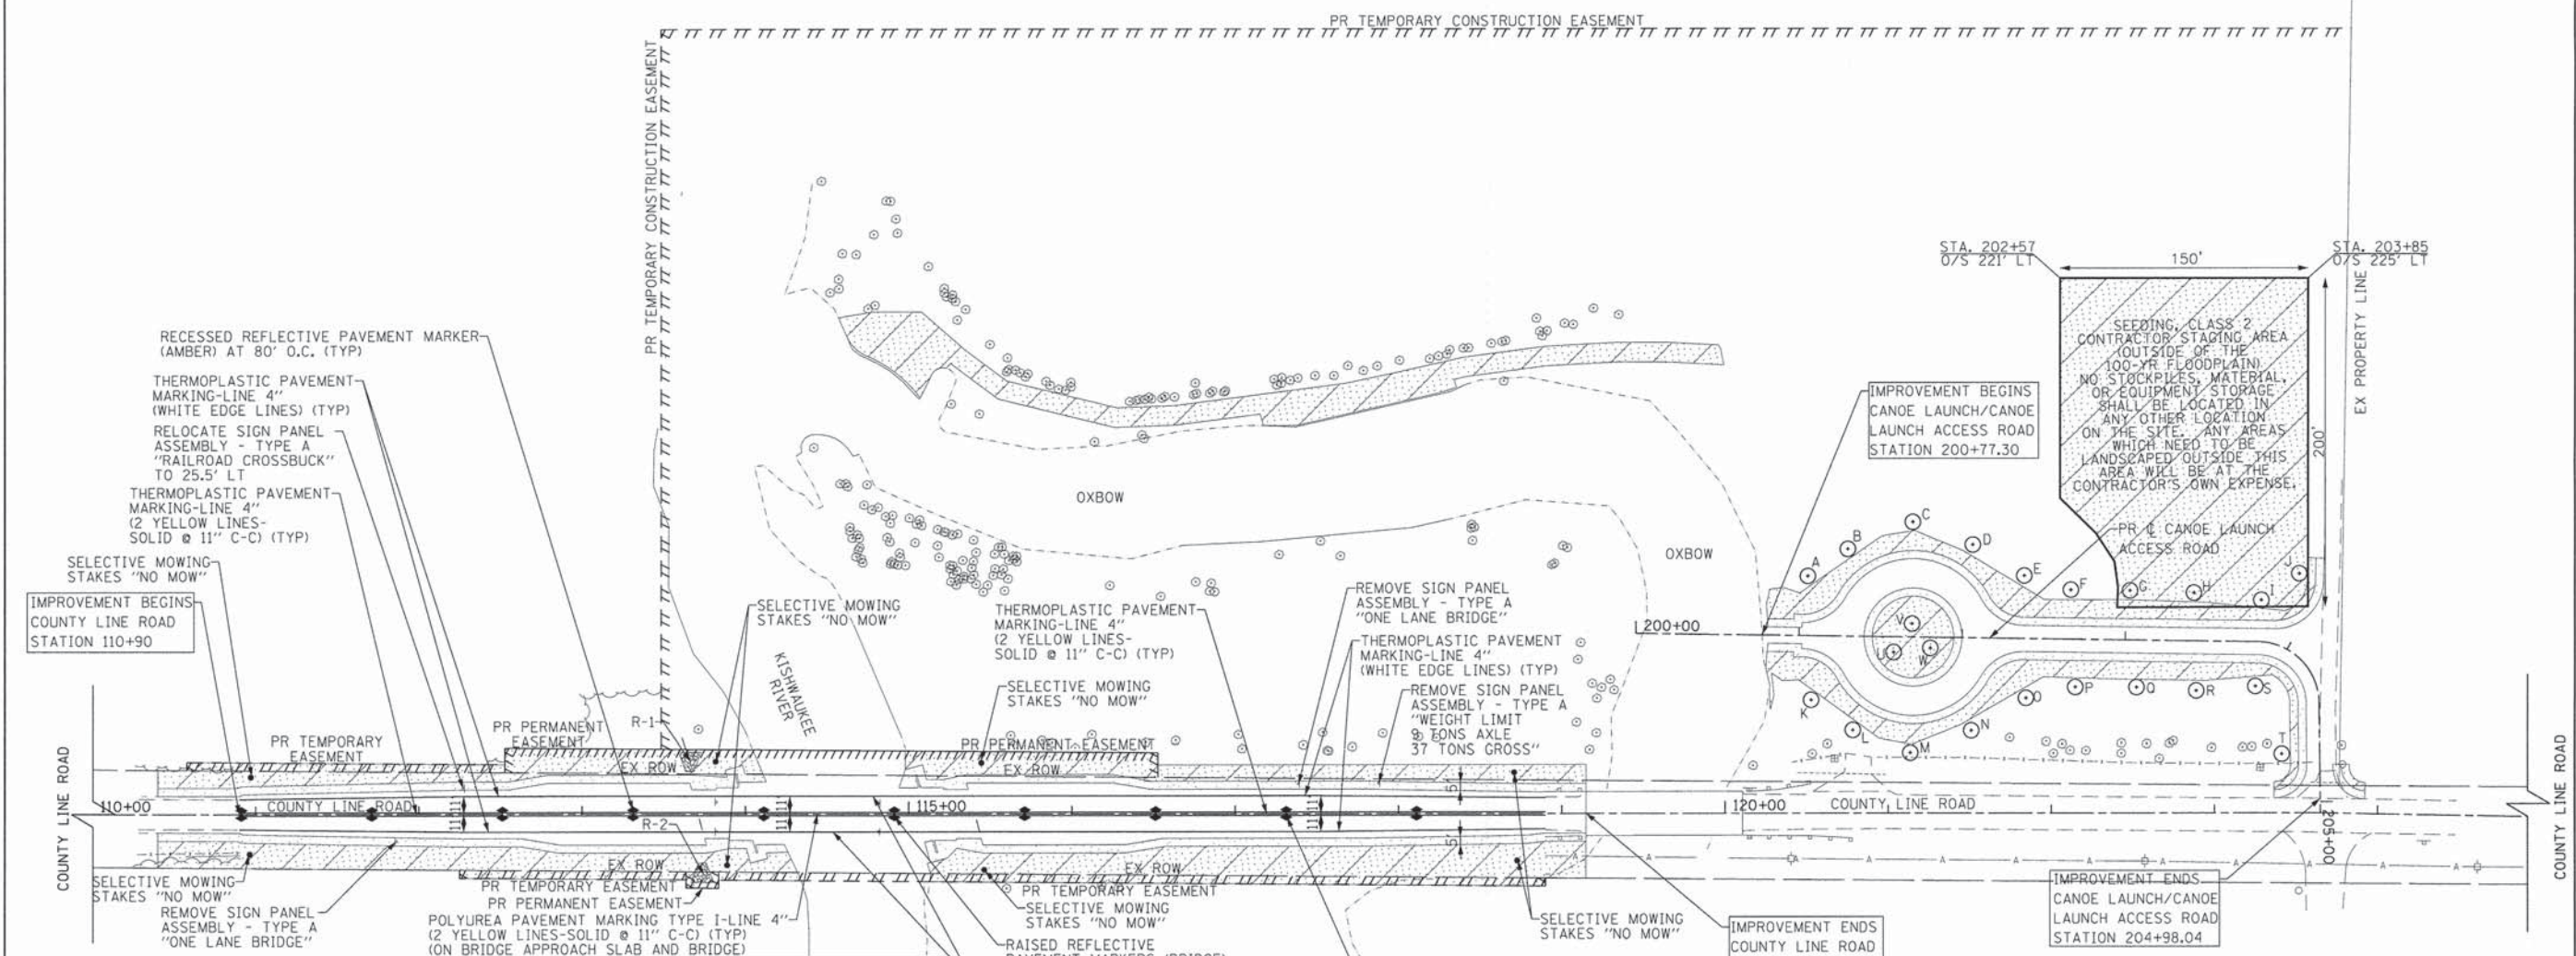 PR TEMPORARY CONSTRUCTION EASEMENT
PR TEMPORARY CONSTRUCTION EASEMENT
STA. 202+57
O/S 221' LT
150'
STA. 203+85
O/S 225' LT
EX PROPERTY LINE
200'
SEEDING, CLASS 2
CONTRACTOR STAGING AREA
(OUTSIDE OF THE
100-YR FLOODPLAIN)
NO STOCKPILES, MATERIAL,
OR EQUIPMENT STORAGE
SHALL BE LOCATED IN
ANY OTHER LOCATION
ON THE SITE. ANY AREAS
WHICH NEED TO BE
LANDSCAPED OUTSIDE THIS
AREA WILL BE AT THE
CONTRACTOR'S OWN EXPENSE.
PR ℄ CANOE LAUNCH
ACCESS ROAD
RECESSED REFLECTIVE PAVEMENT MARKER
(AMBER) AT 80' O.C. (TYP)
THERMOPLASTIC PAVEMENT
MARKING-LINE 4"
(WHITE EDGE LINES) (TYP)
RELOCATE SIGN PANEL
ASSEMBLY - TYPE A
"RAILROAD CROSSBUCK"
TO 25.5' LT
THERMOPLASTIC PAVEMENT
MARKING-LINE 4"
(2 YELLOW LINES-
SOLID @ 11" C-C) (TYP)
SELECTIVE MOWING
STAKES "NO MOW"
IMPROVEMENT BEGINS
COUNTY LINE ROAD
STATION 110+90
IMPROVEMENT BEGINS
CANOE LAUNCH/CANOE
LAUNCH ACCESS ROAD
STATION 200+77.30
OXBOW
OXBOW
A
B
C
D
E
F
G
H
I
J
V
U
W
K
L
M
N
O
P
Q
R
S
T
200+00
SELECTIVE MOWING
STAKES "NO MOW"
KISHWAUKEE
RIVER
THERMOPLASTIC PAVEMENT
MARKING-LINE 4"
(2 YELLOW LINES-
SOLID @ 11" C-C) (TYP)
SELECTIVE MOWING
STAKES "NO MOW"
REMOVE SIGN PANEL
ASSEMBLY - TYPE A
"ONE LANE BRIDGE"
THERMOPLASTIC PAVEMENT
MARKING-LINE 4"
(WHITE EDGE LINES) (TYP)
REMOVE SIGN PANEL
ASSEMBLY - TYPE A
"WEIGHT LIMIT
9 TONS AXLE
37 TONS GROSS"
PR TEMPORARY
EASEMENT
PR PERMANENT
EASEMENT
R-1
EX ROW
PR PERMANENT EASEMENT
EX ROW
COUNTY LINE ROAD
110+00
COUNTY LINE ROAD
11'
11'
11'
11'
11'
11'
5'
5'
115+00
120+00
COUNTY LINE ROAD
205+00
COUNTY LINE ROAD
R-2
EX ROW
EX ROW
SELECTIVE MOWING
STAKES "NO MOW"
REMOVE SIGN PANEL
ASSEMBLY - TYPE A
"ONE LANE BRIDGE"
PR TEMPORARY EASEMENT
PR PERMANENT EASEMENT
POLYUREA PAVEMENT MARKING TYPE I-LINE 4"
(2 YELLOW LINES-SOLID @ 11" C-C) (TYP)
(ON BRIDGE APPROACH SLAB AND BRIDGE)
PR TEMPORARY EASEMENT
SELECTIVE MOWING
STAKES "NO MOW"
RAISED REFLECTIVE
PAVEMENT MARKERS (BRIDGE)
SELECTIVE MOWING
STAKES "NO MOW"
A
A
A
A
A
A
A
A
A
IMPROVEMENT ENDS
COUNTY LINE ROAD
IMPROVEMENT ENDS
CANOE LAUNCH/CANOE
LAUNCH ACCESS ROAD
STATION 204+98.04